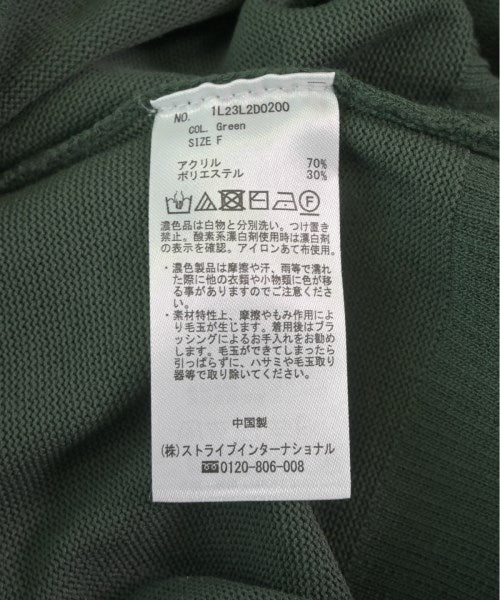 NO. 1L23L2D0200
COL. Green
SIZE F
アクリル 70%
ポリエステル 30%
濃色品は白物と分別洗い。つけ置き
禁止。酸素系漂白剤使用時は漂白剤
の表示を確認。アイロンあて布使用。
・濃色製品は摩擦や汗、雨等で濡れ
た際に他の衣類や小物類に色が移
る事がありますのでご注意くださ
い。
・素材特性上、摩擦やもみ作用によ
り毛玉が生じます。着用後はブラ
ッシングによるお手入れをお勧め
します。毛玉ができてしまったら
引っぱらずに、ハサミや毛玉取り
器等で取り除いてください。
中国製
(株)ストライプインターナショナル
0120-806-008